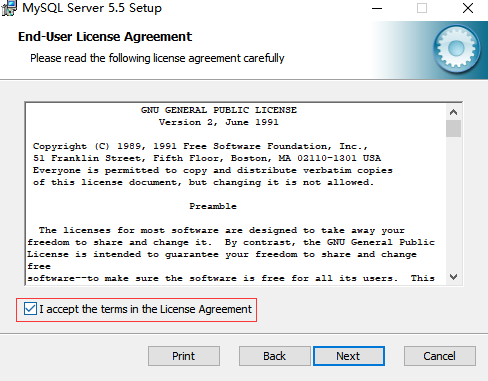 MySQL Server 5.5 Setup
End-User License Agreement
Please read the following license agreement carefully
GNU GENERAL PUBLIC LICENSE
Version 2, June 1991
Copyright (C) 1989, 1991 Free Software Foundation, Inc.,
51 Franklin Street, Fifth Floor, Boston, MA 02110-1301 USA
Everyone is permitted to copy and distribute verbatim copies
of this license document, but changing it is not allowed.
Preamble
The licenses for most software are designed to take away your
freedom to share and change it.  By contrast, the GNU General Public
License is intended to guarantee your freedom to share and change
free
software--to make sure the software is free for all its users.  This
I accept the terms in the License Agreement
Print
Back
Next
Cancel